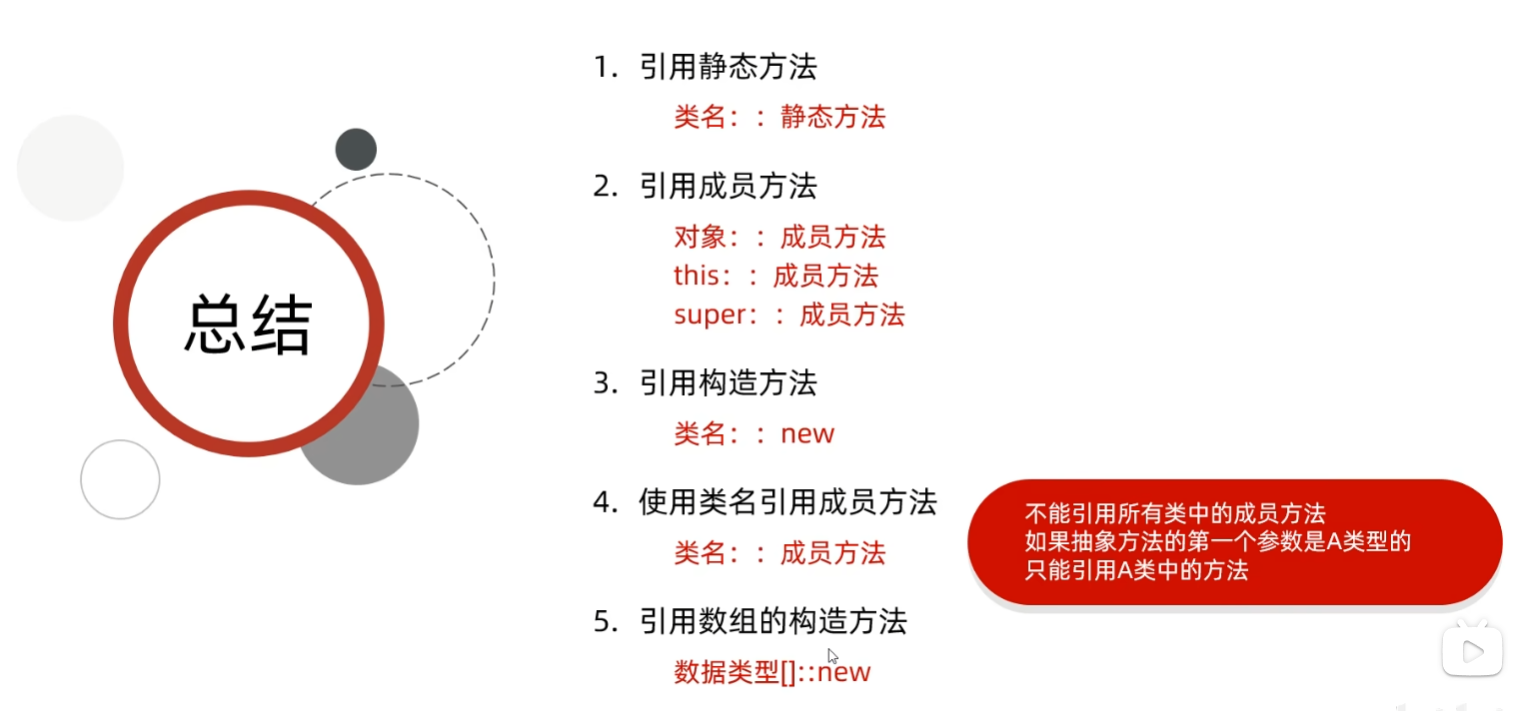 总结
1. 引用静态方法
类名：：静态方法
2. 引用成员方法
对象：：成员方法
this：：成员方法
super：：成员方法
3. 引用构造方法
类名：：new
4. 使用类名引用成员方法
类名：：成员方法
不能引用所有类中的成员方法
如果抽象方法的第一个参数是A类型的
只能引用A类中的方法
5. 引用数组的构造方法
数据类型[]::new